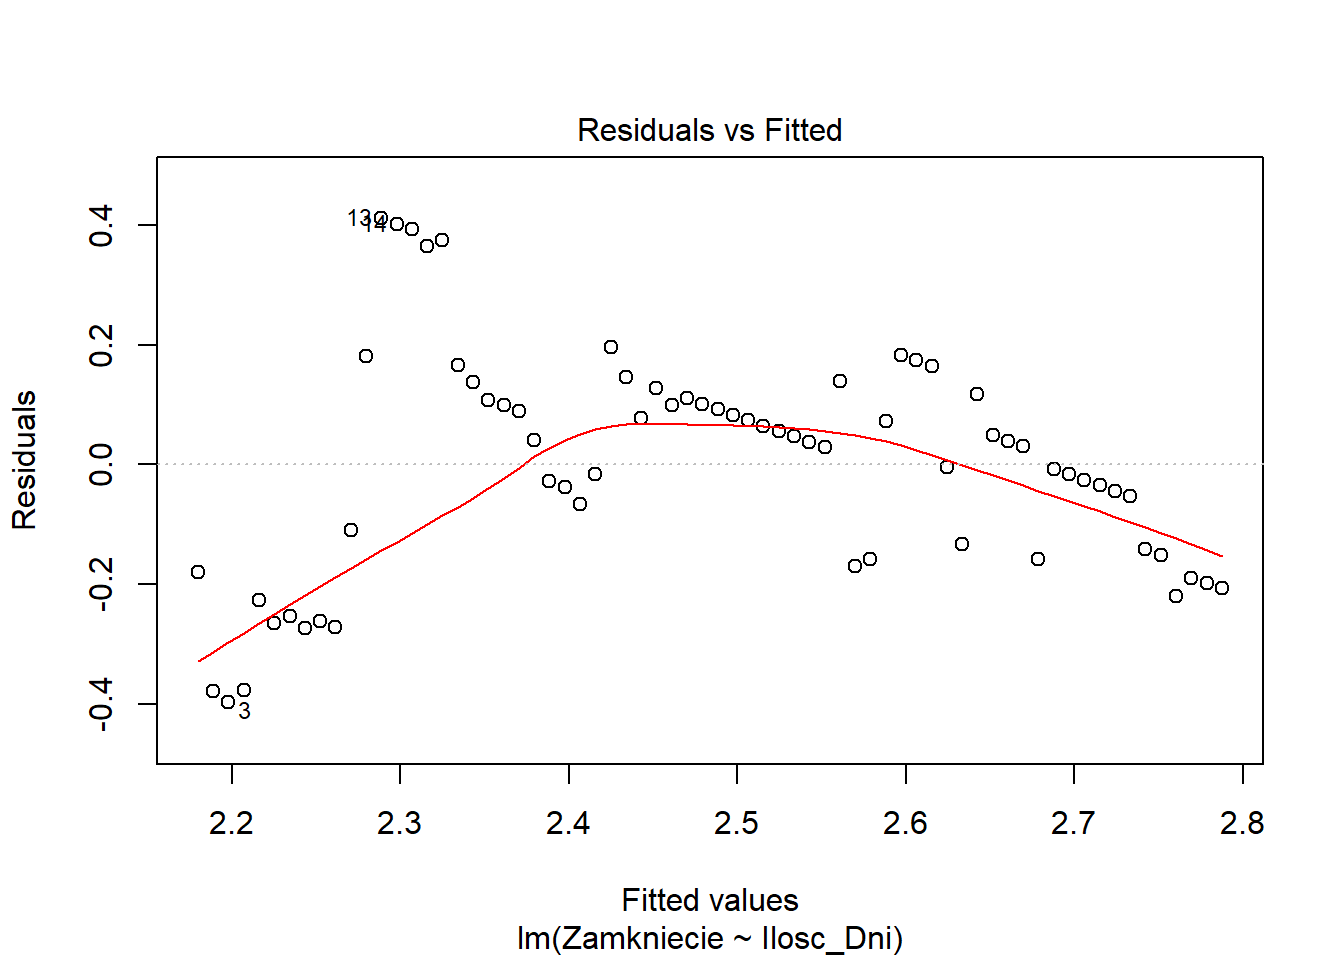 Residuals vs Fitted
Residuals
0.4
0.2
0.0
-0.2
-0.4
13
14
3
2.2 2.3 2.4 2.5 2.6 2.7 2.8
Fitted values
lm(Zamkniecie ~ Ilosc_Dni)